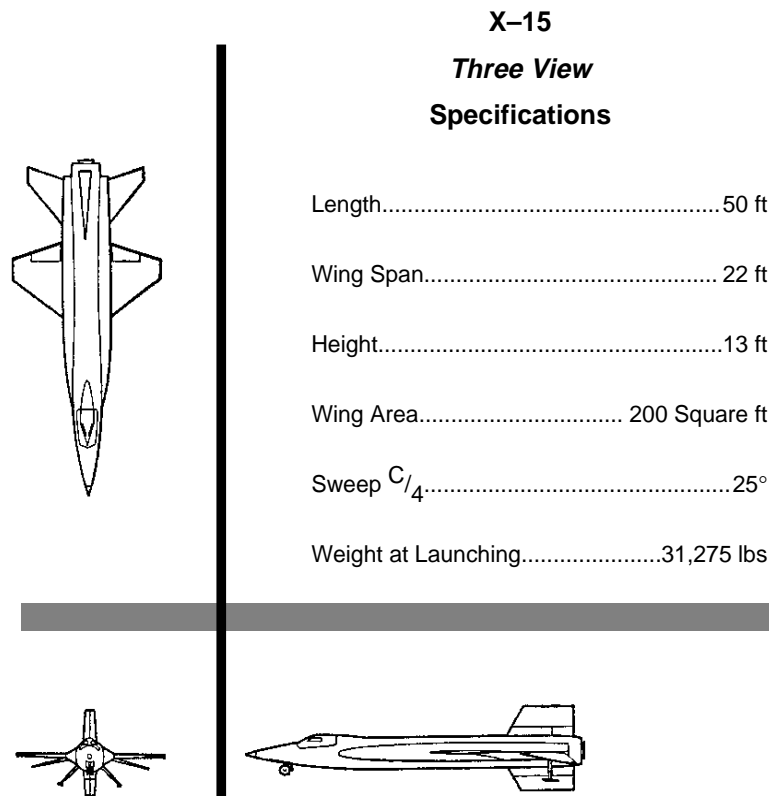 X–15
Three View
Specifications
Length.....................................................50 ft
Wing Span.............................................. 22 ft
Height......................................................13 ft
Wing Area................................ 200 Square ft
Sweep C/4................................................25°
Weight at Launching......................31,275 lbs